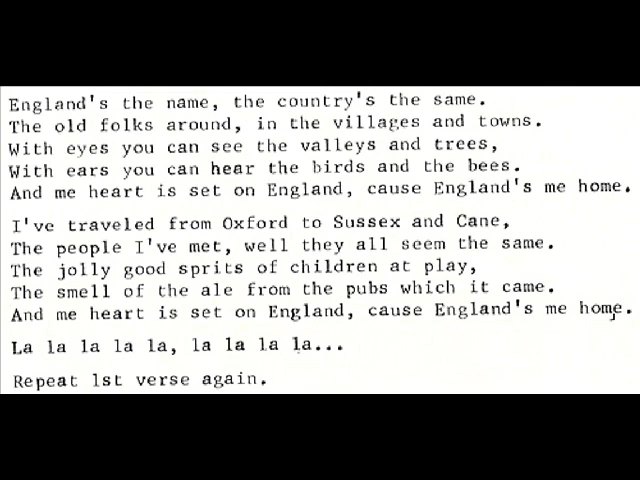 England's the name, the country's the same.
The old folks around, in the villages and towns.
With eyes you can see the valleys and trees,
With ears you can hear the birds and the bees.
And me heart is set on England, cause England's me home.
I've traveled from Oxford to Sussex and Cane,
The people I've met, well they all seem the same.
The jolly good sprits of children at play,
The smell of the ale from the pubs which it came.
And me heart is set on England, cause England's me home.
La la la la la, la la la la...
Repeat 1st verse again.